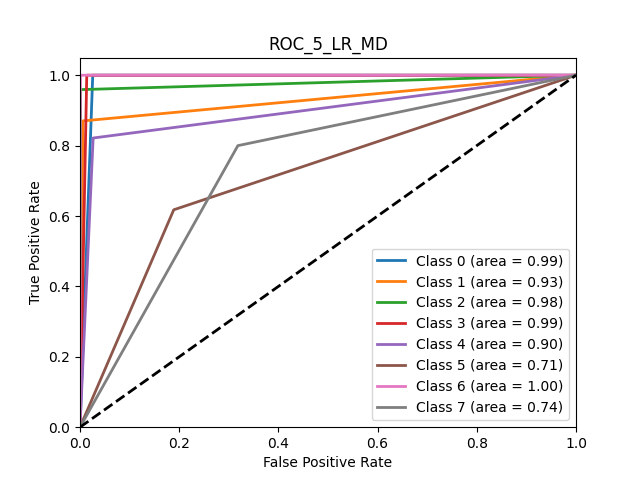 ROC_5_LR_MD
True Positive Rate
1.0
0.8
0.6
0.4
0.2
0.0
Class 0 (area = 0.99)
Class 1 (area = 0.93)
Class 2 (area = 0.98)
Class 3 (area = 0.99)
Class 4 (area = 0.90)
Class 5 (area = 0.71)
Class 6 (area = 1.00)
Class 7 (area = 0.74)
0.0 0.2 0.4 0.6 0.8 1.0
False Positive Rate